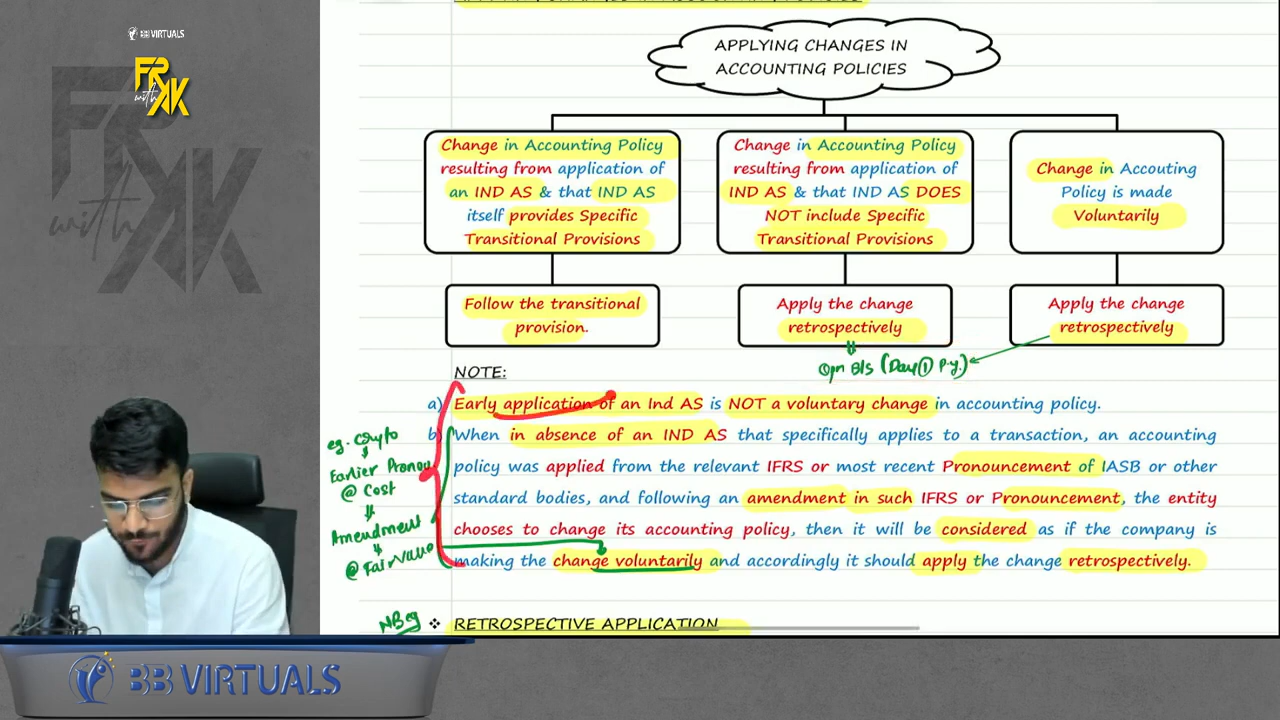 BB VIRTUALS
FR
with
AK
APPLYING CHANGES IN
ACCOUNTING POLICIES
Change in Accounting Policy
resulting from application of
an IND AS & that IND AS
itself provides Specific
Transitional Provisions
Change in Accounting Policy
resulting from application of
IND AS & that IND AS DOES
NOT include Specific
Transitional Provisions
Change in Accouting
Policy is made
Voluntarily
Follow the transitional
provision.
Apply the change
retrospectively
Apply the change
retrospectively
Opn B/S (Day ① P.y.)
NOTE:
a) Early application of an Ind AS is NOT a voluntary change in accounting policy.
b) When in absence of an IND AS that specifically applies to a transaction, an accounting
policy was applied from the relevant IFRS or most recent Pronouncement of IASB or other
standard bodies, and following an amendment in such IFRS or Pronouncement, the entity
chooses to change its accounting policy, then it will be considered as if the company is
making the change voluntarily and accordingly it should apply the change retrospectively.
eg. Crypto
Earlier Pronou
@ Cost
Amendment
@ Fair Value
NB eg ❖ RETROSPECTIVE APPLICATION
BB VIRTUALS